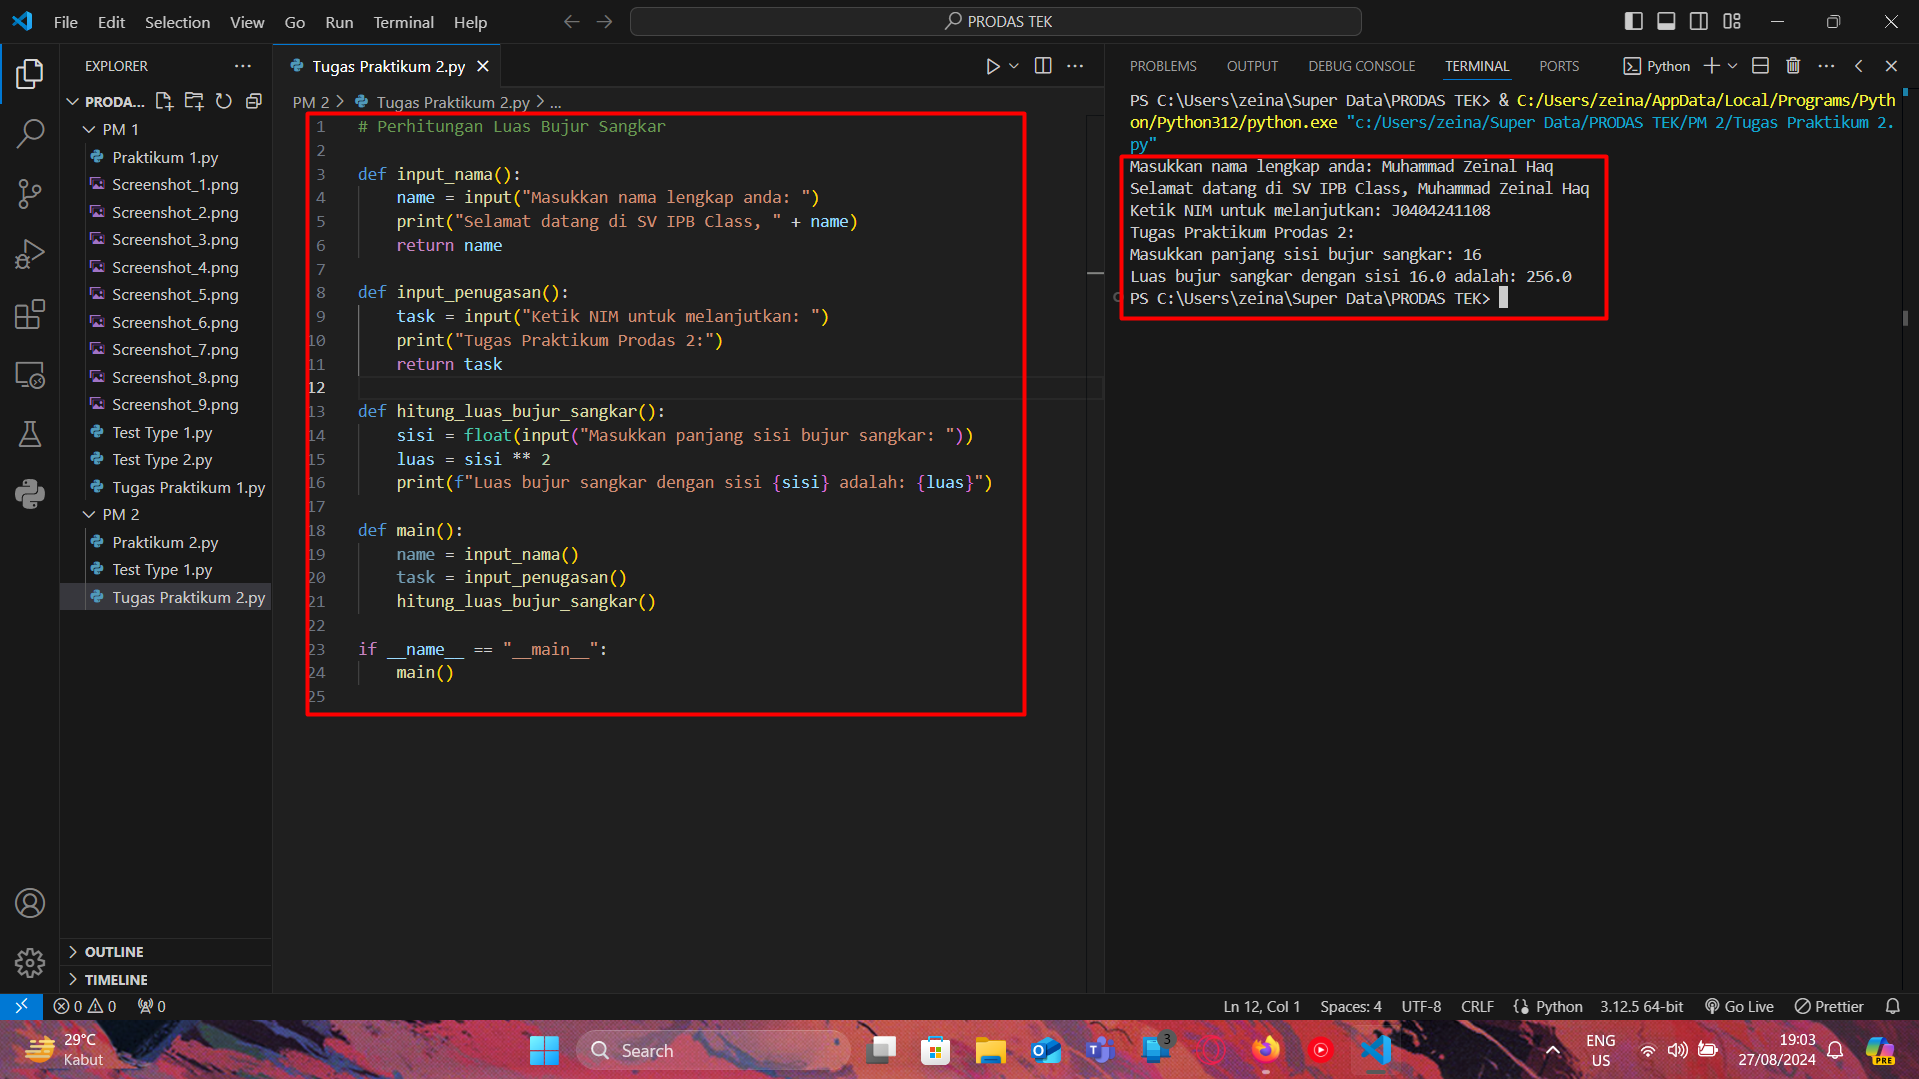 File Edit Selection View Go Run Terminal Help
PRODAS TEK
EXPLORER
PRODA...
PM 1
Praktikum 1.py
Screenshot_1.png
Screenshot_2.png
Screenshot_3.png
Screenshot_4.png
Screenshot_5.png
Screenshot_6.png
Screenshot_7.png
Screenshot_8.png
Screenshot_9.png
Test Type 1.py
Test Type 2.py
Tugas Praktikum 1.py
PM 2
Praktikum 2.py
Test Type 1.py
Tugas Praktikum 2.py
OUTLINE
TIMELINE
Tugas Praktikum 2.py
PM 2 > Tugas Praktikum 2.py > ...
1 # Perhitungan Luas Bujur Sangkar
2
3 def input_nama():
4     name = input("Masukkan nama lengkap anda: ")
5     print("Selamat datang di SV IPB Class, " + name)
6     return name
7
8 def input_penugasan():
9     task = input("Ketik NIM untuk melanjutkan: ")
10     print("Tugas Praktikum Prodas 2:")
11     return task
12
13 def hitung_luas_bujur_sangkar():
14     sisi = float(input("Masukkan panjang sisi bujur sangkar: "))
15     luas = sisi ** 2
16     print(f"Luas bujur sangkar dengan sisi {sisi} adalah: {luas}")
17
18 def main():
19     name = input_nama()
20     task = input_penugasan()
21     hitung_luas_bujur_sangkar()
22
23 if __name__ == "__main__":
24     main()
25
PROBLEMS OUTPUT DEBUG CONSOLE TERMINAL PORTS Python
PS C:\Users\zeina\Super Data\PRODAS TEK> & C:/Users/zeina/AppData/Local/Programs/Pyth
on/Python312/python.exe "c:/Users/zeina/Super Data/PRODAS TEK/PM 2/Tugas Praktikum 2.
py"
Masukkan nama lengkap anda: Muhammad Zeinal Haq
Selamat datang di SV IPB Class, Muhammad Zeinal Haq
Ketik NIM untuk melanjutkan: J0404241108
Tugas Praktikum Prodas 2:
Masukkan panjang sisi bujur sangkar: 16
Luas bujur sangkar dengan sisi 16.0 adalah: 256.0
PS C:\Users\zeina\Super Data\PRODAS TEK>
0 0 0
Ln 12, Col 1 Spaces: 4 UTF-8 CRLF {} Python 3.12.5 64-bit Go Live Prettier
29°C
Kabut
Search
3
ENG
US
19:03
27/08/2024
PRE